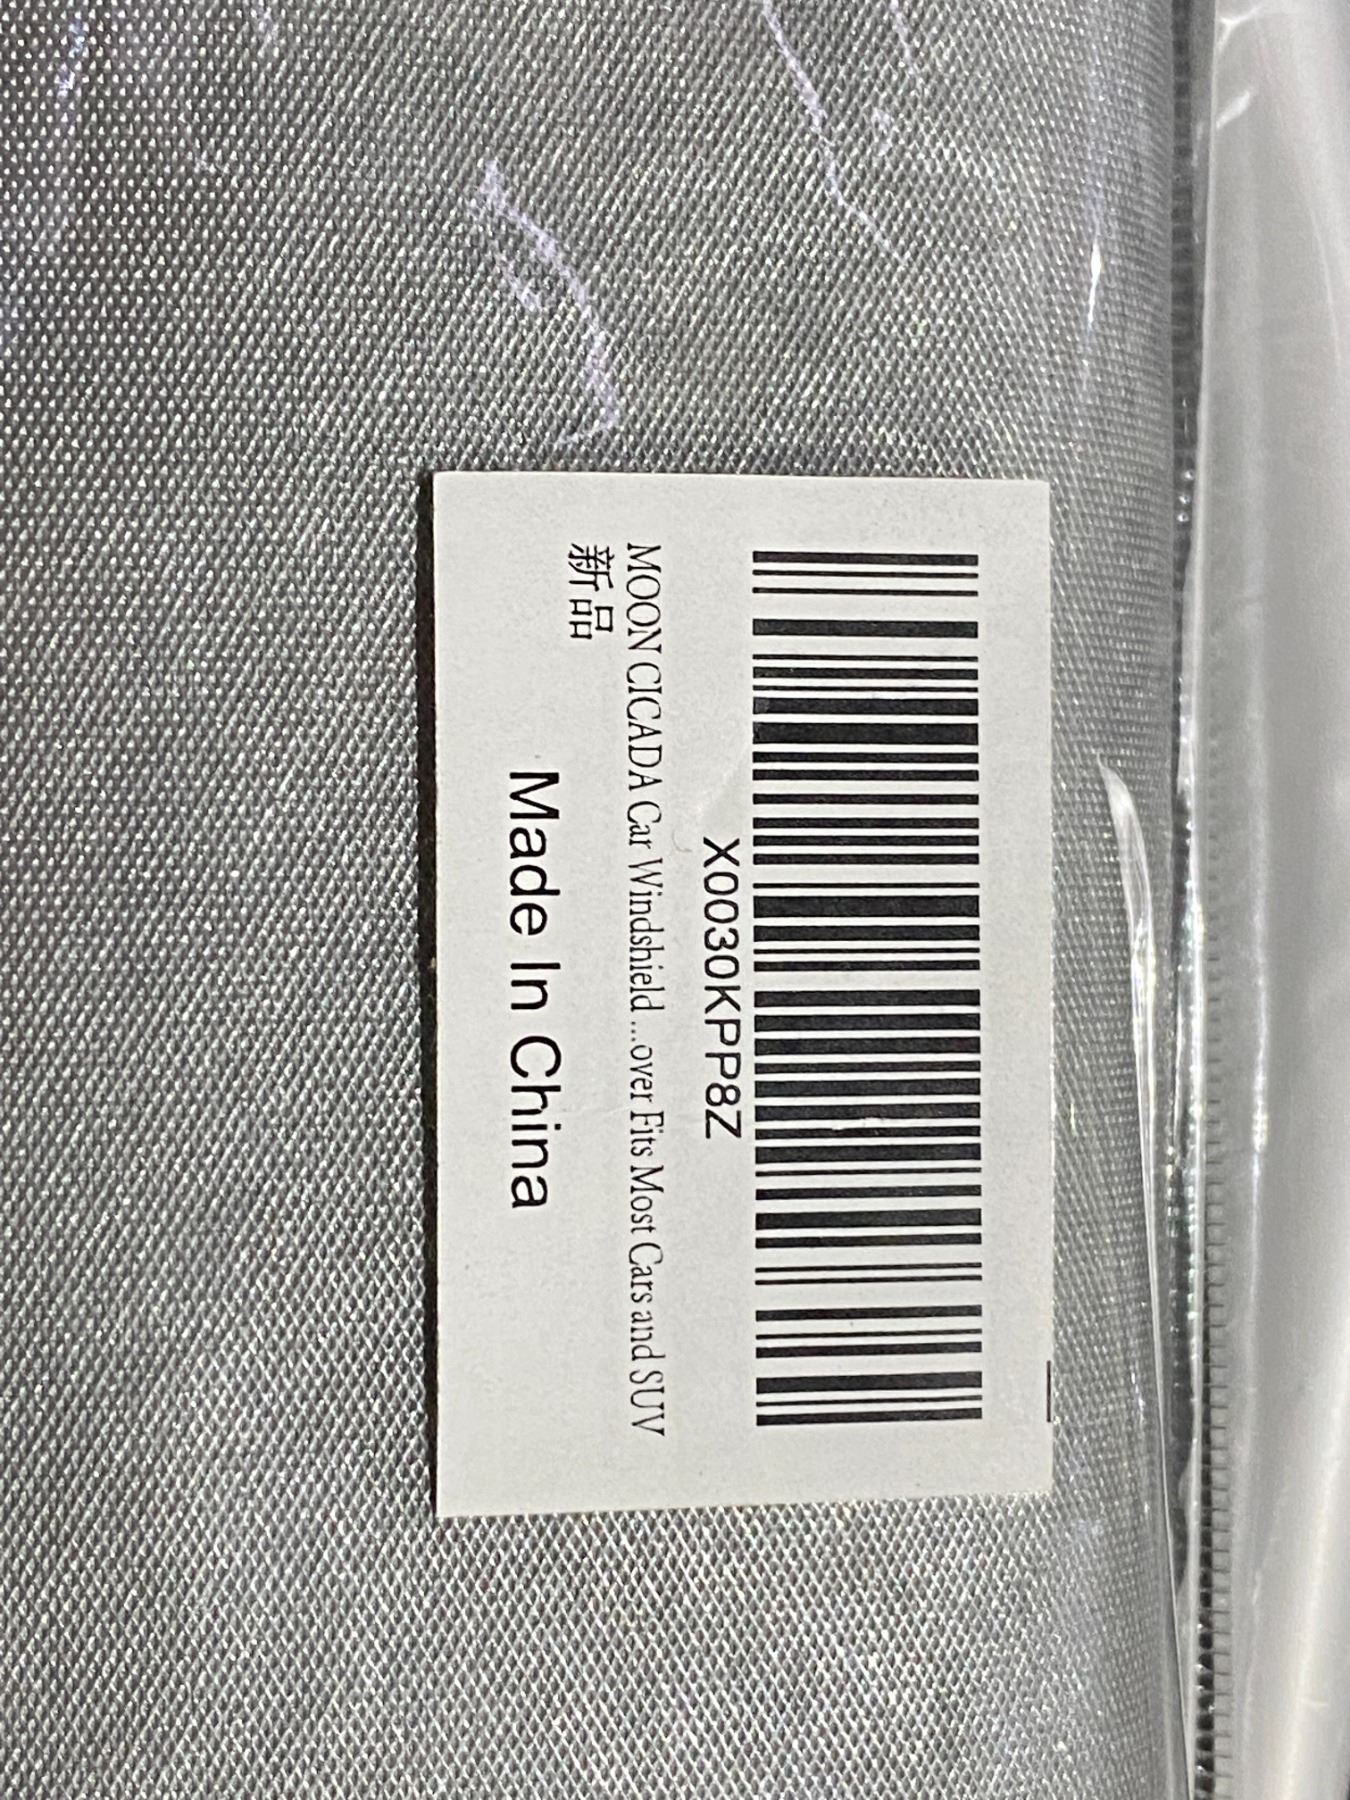 X0030KPP8Z
MOON CICADA Car Windshield ...over Fits Most Cars and SUV
新品
Made In China